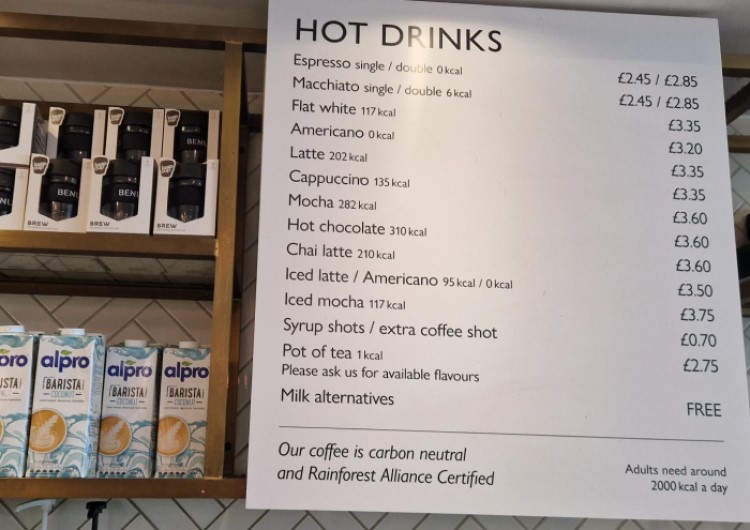 HOT DRINKS
Espresso single / double 0 kcal £2.45 / £2.85
Macchiato single / double 6 kcal £2.45 / £2.85
Flat white 117 kcal £3.35
Americano 0 kcal £3.20
Latte 202 kcal £3.35
Cappuccino 135 kcal £3.35
Mocha 282 kcal £3.60
Hot chocolate 310 kcal £3.60
Chai latte 210 kcal £3.60
Iced latte / Americano 95 kcal / 0 kcal £3.50
Iced mocha 117 kcal £3.75
Syrup shots / extra coffee shot £0.70
Pot of tea 1 kcal £2.75
Please ask us for available flavours
Milk alternatives FREE
Our coffee is carbon neutral
and Rainforest Alliance Certified
Adults need around
2000 kcal a day
BREW BREW BREW BREW
alpro alpro alpro
BARISTA BARISTA BARISTA
COCONUT COCONUT COCONUT